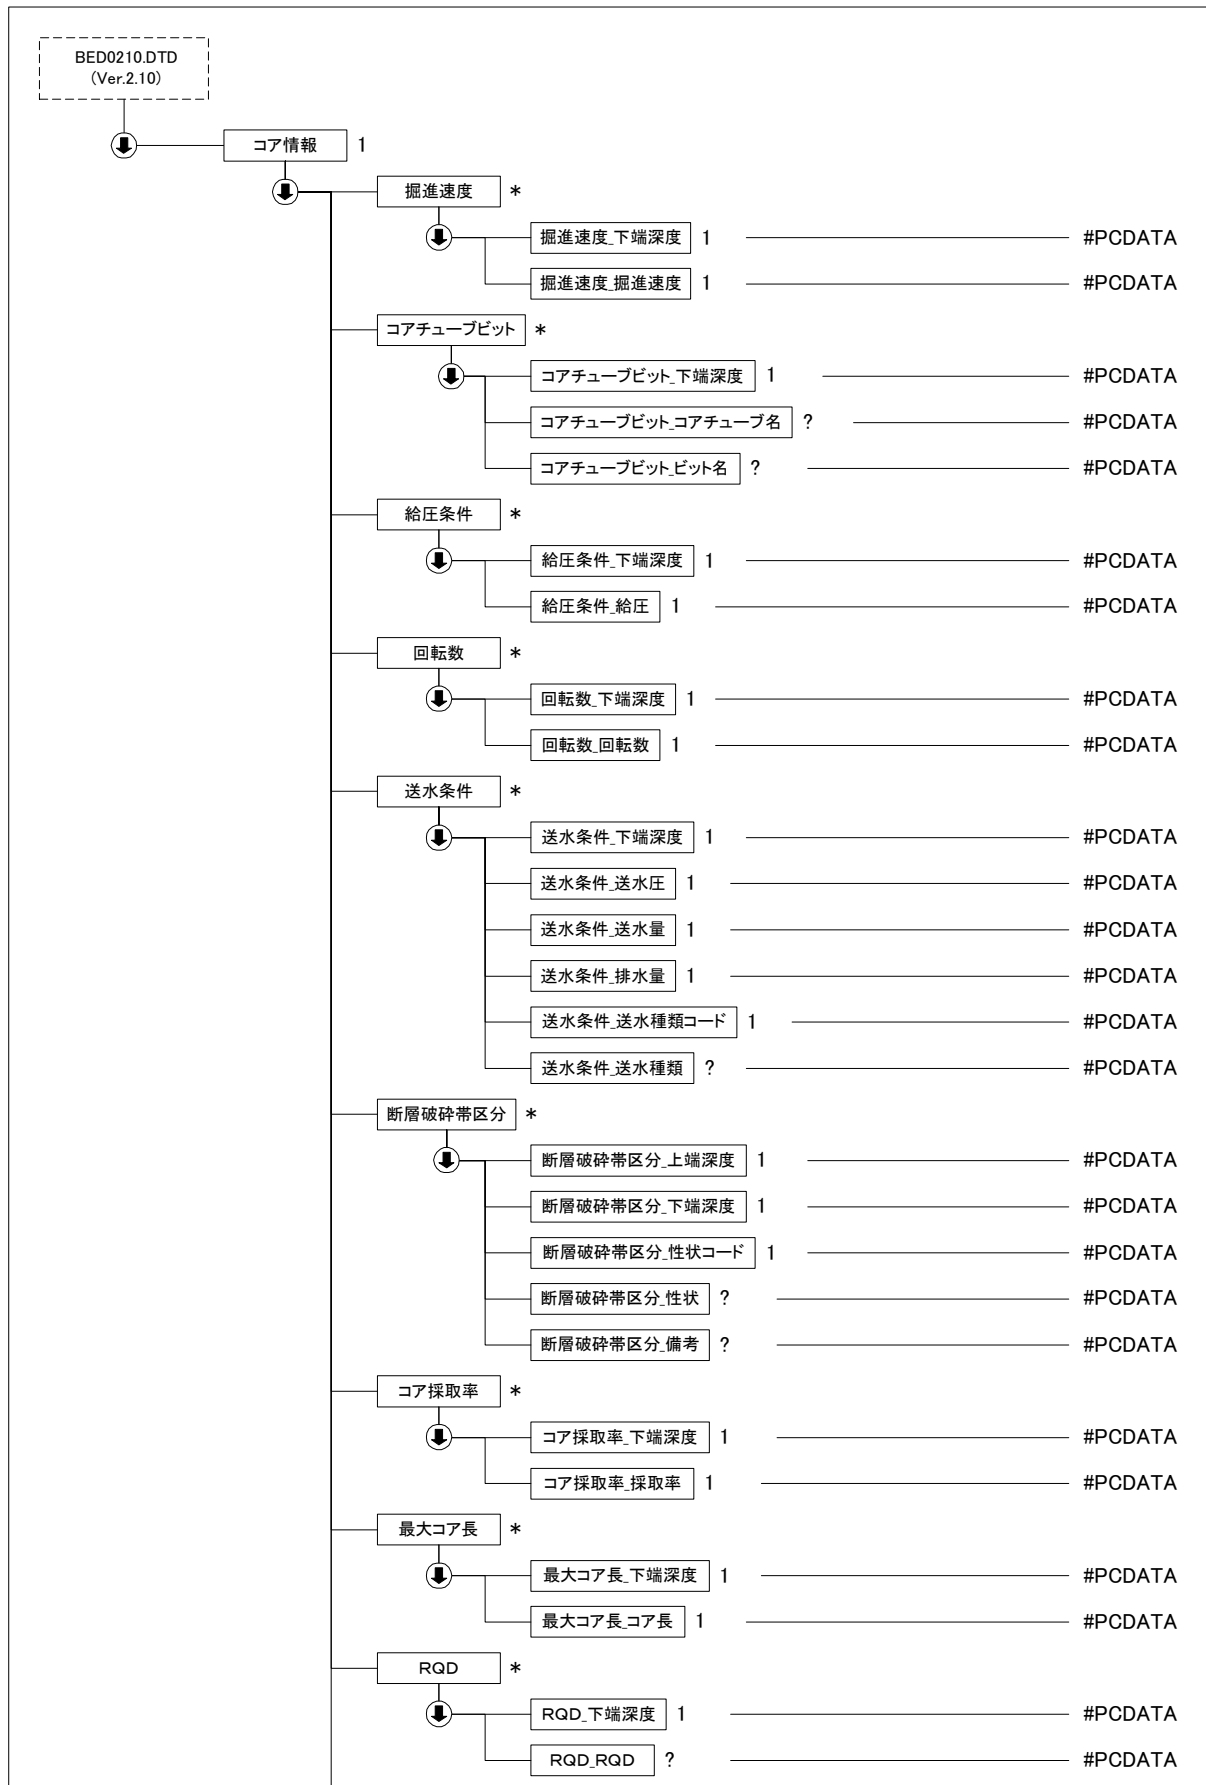 BED0210.DTD
(Ver.2.10)
コア情報 1
掘進速度 *
掘進速度_下端深度 1 #PCDATA
掘進速度_掘進速度 1 #PCDATA
コアチューブビット *
コアチューブビット_下端深度 1 #PCDATA
コアチューブビット_コアチューブ名 ? #PCDATA
コアチューブビット_ビット名 ? #PCDATA
給圧条件 *
給圧条件_下端深度 1 #PCDATA
給圧条件_給圧 1 #PCDATA
回転数 *
回転数_下端深度 1 #PCDATA
回転数_回転数 1 #PCDATA
送水条件 *
送水条件_下端深度 1 #PCDATA
送水条件_送水圧 1 #PCDATA
送水条件_送水量 1 #PCDATA
送水条件_排水量 1 #PCDATA
送水条件_送水種類コード 1 #PCDATA
送水条件_送水種類 ? #PCDATA
断層破砕帯区分 *
断層破砕帯区分_上端深度 1 #PCDATA
断層破砕帯区分_下端深度 1 #PCDATA
断層破砕帯区分_性状コード 1 #PCDATA
断層破砕帯区分_性状 ? #PCDATA
断層破砕帯区分_備考 ? #PCDATA
コア採取率 *
コア採取率_下端深度 1 #PCDATA
コア採取率_採取率 1 #PCDATA
最大コア長 *
最大コア長_下端深度 1 #PCDATA
最大コア長_コア長 1 #PCDATA
RQD *
RQD_下端深度 1 #PCDATA
RQD_RQD ? #PCDATA